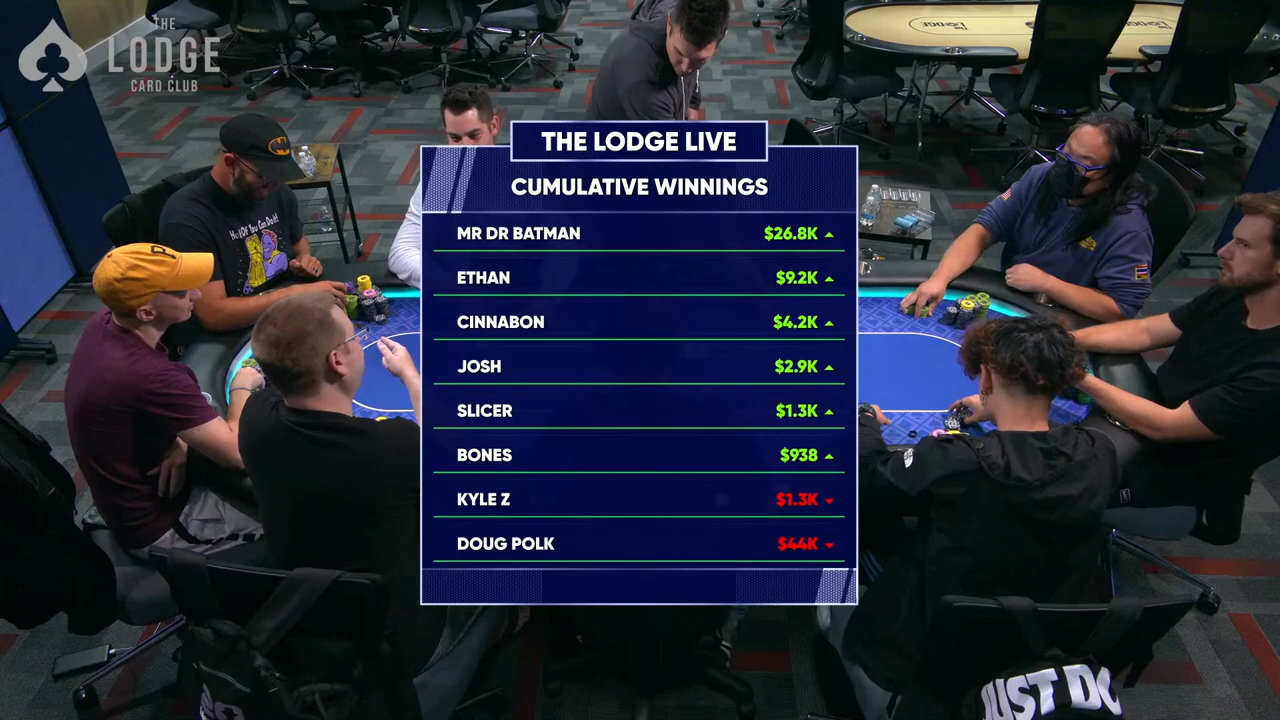 THE
LODGE
CARD CLUB
THE LODGE LIVE
CUMULATIVE WINNINGS
MR DR BATMAN $26.8K
ETHAN $9.2K
CINNABON $4.2K
JOSH $2.9K
SLICER $1.3K
BONES $938
KYLE Z $1.3K
DOUG POLK $44K
P
JUST DO